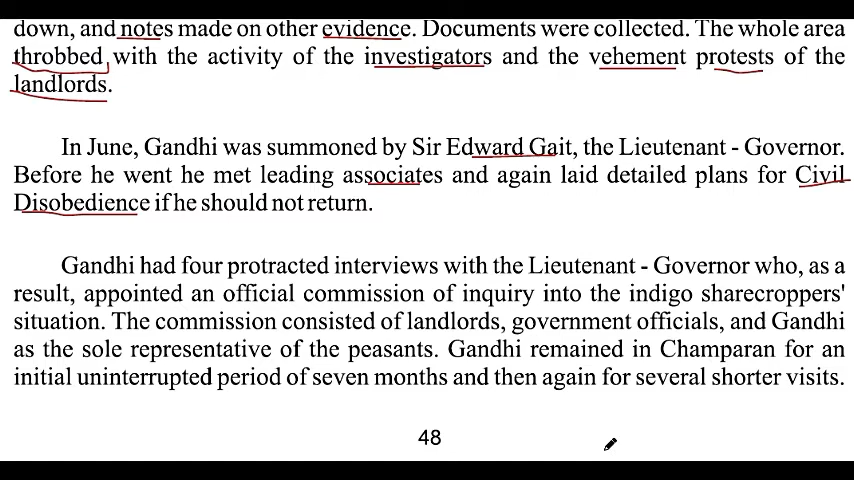 down, and notes made on other evidence. Documents were collected. The whole area
throbbed with the activity of the investigators and the vehement protests of the
landlords.
In June, Gandhi was summoned by Sir Edward Gait, the Lieutenant - Governor.
Before he went he met leading associates and again laid detailed plans for Civil
Disobedience if he should not return.
Gandhi had four protracted interviews with the Lieutenant - Governor who, as a
result, appointed an official commission of inquiry into the indigo sharecroppers'
situation. The commission consisted of landlords, government officials, and Gandhi
as the sole representative of the peasants. Gandhi remained in Champaran for an
initial uninterrupted period of seven months and then again for several shorter visits.
48